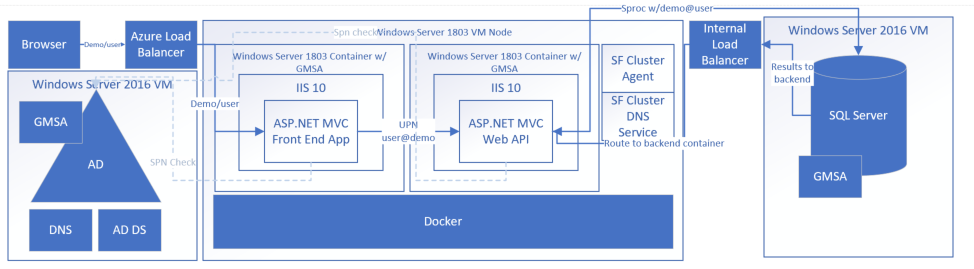 Sproc w/demo@user
Browser
Demo/user
Azure Load
Balancer
Spn check
Windows Server 1803 VM Node
Internal
Load
Balancer
Windows Server 2016 VM
Windows Server 2016 VM
GMSA
AD
SPN Check
DNS
AD DS
Demo/user
Windows Server 1803 Container w/
GMSA
IIS 10
ASP.NET MVC
Front End App
UPN
user@demo
Windows Server 1803 Container w/
GMSA
IIS 10
ASP.NET MVC
Web API
SF Cluster
Agent
SF Cluster
DNS
Service
Route to backend container
Results to
backend
SQL Server
GMSA
Docker